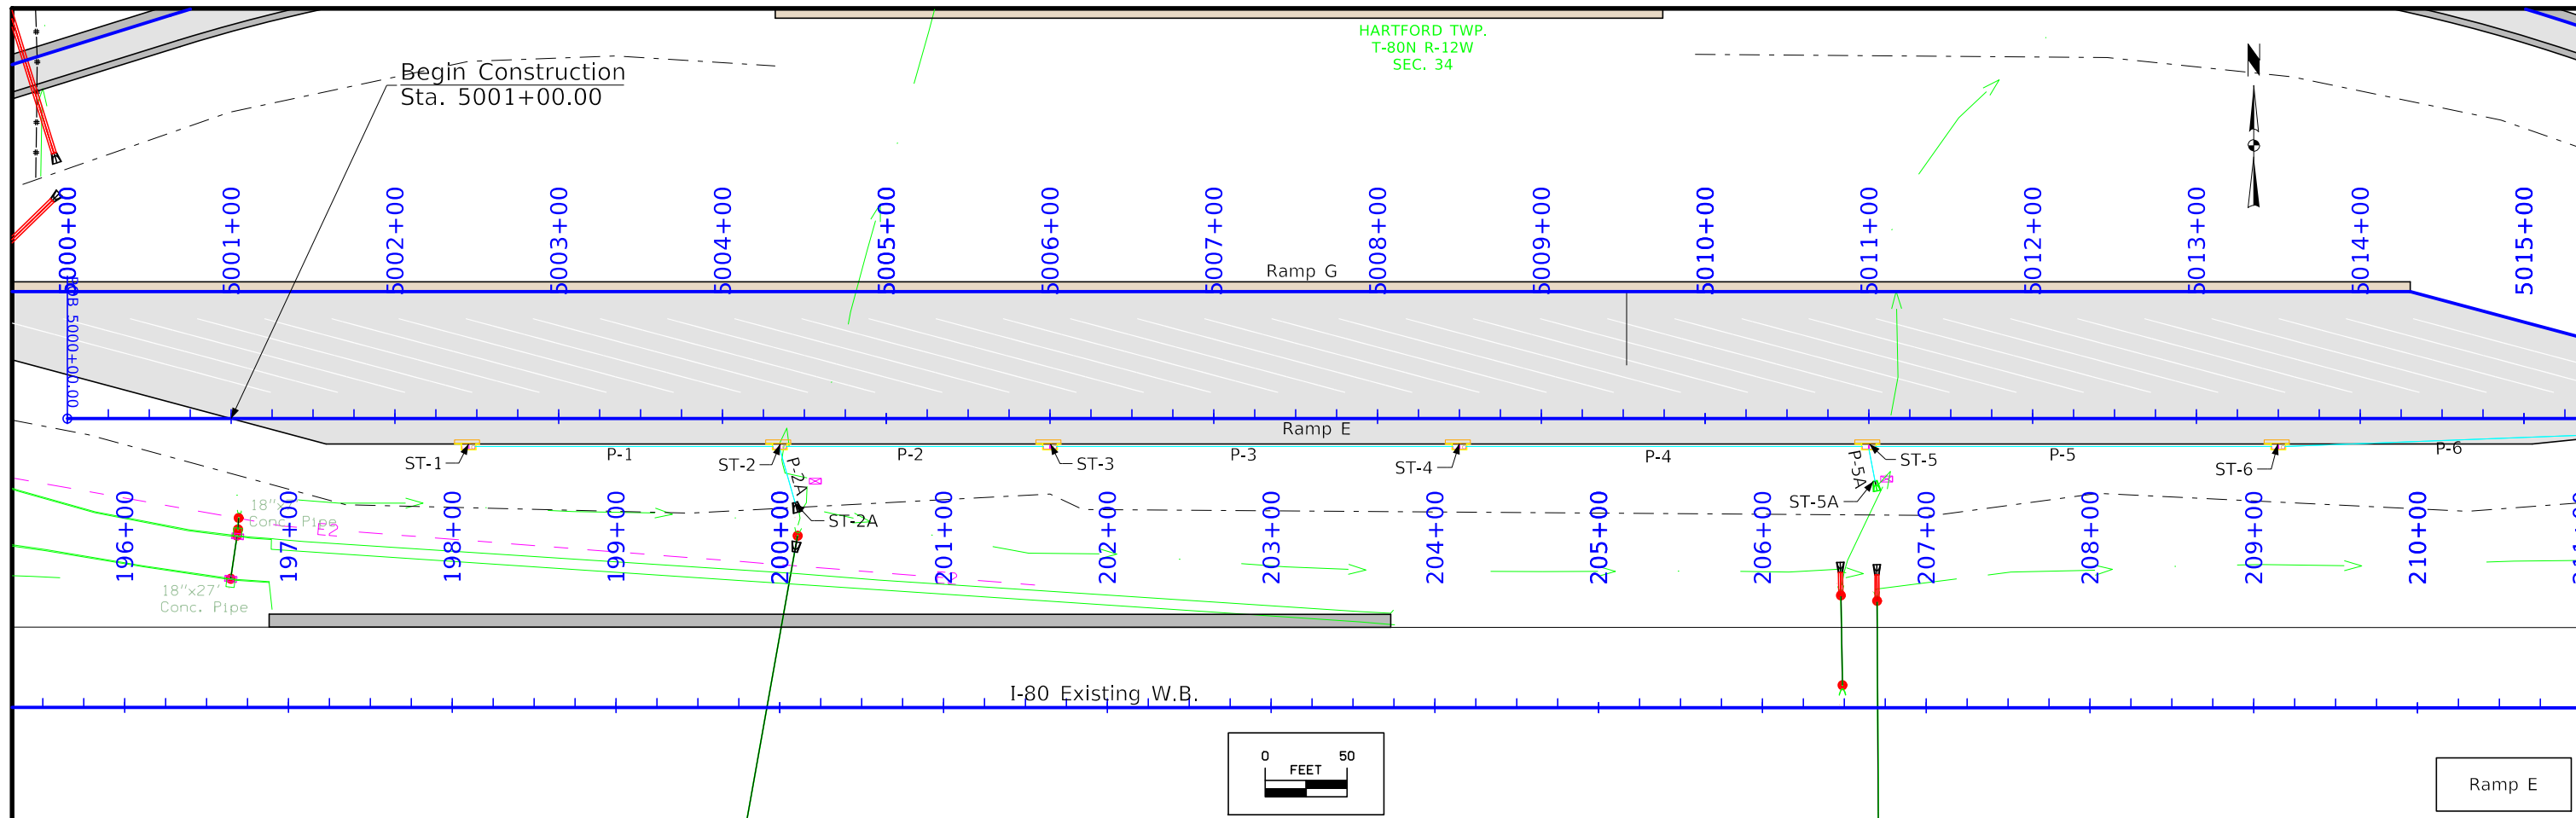 HARTFORD TWP.
T-80N R-12W
SEC. 34
Begin Construction
Sta. 5001+00.00
N
5000+00
5001+00
5002+00
5003+00
5004+00
5005+00
5006+00
5007+00
5008+00
5009+00
5010+00
5011+00
5012+00
5013+00
5014+00
5015+00
Ramp G
5000+00.00
Ramp E
ST-1
P-1
ST-2
P-2A
P-2
ST-3
P-3
ST-4
P-4
P-5A
ST-5
P-5
ST-6
P-6
ST-2A
ST-5A
18"x
Conc. Pipe
E2
18"x27'
Conc. Pipe
E2
196+00
197+00
198+00
199+00
200+00
201+00
202+00
203+00
204+00
205+00
206+00
207+00
208+00
209+00
210+00
I-80 Existing W.B.
0 50
FEET
Ramp E